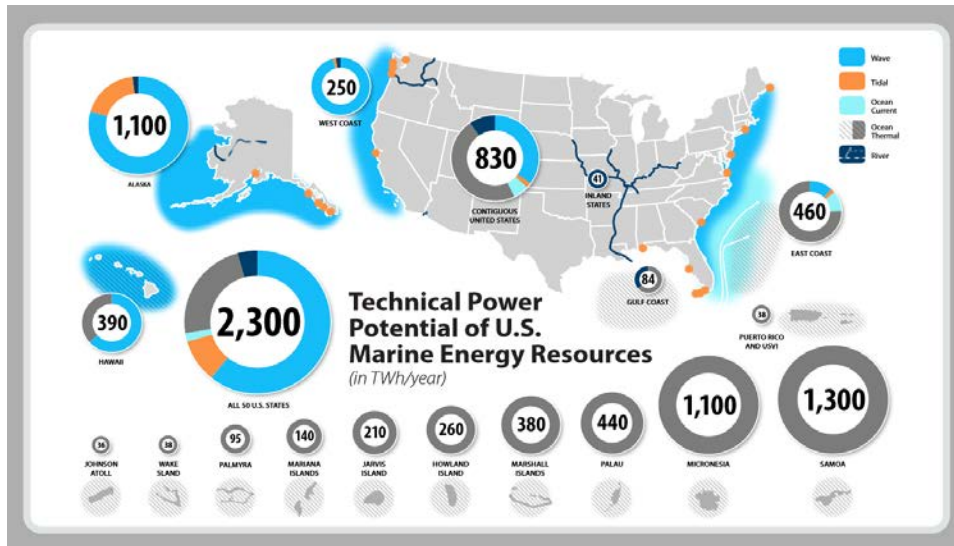 Wave
Tidal
Ocean
Current
Ocean
Thermal
River
1,100
ALASKA
250
WEST COAST
830
CONTIGUOUS
UNITED STATES
41
INLAND
STATES
460
EAST COAST
84
GULF COAST
390
HAWAII
2,300
ALL 50 U.S. STATES
Technical Power
Potential of U.S.
Marine Energy Resources
(in TWh/year)
38
PUERTO RICO
AND USVI
36
JOHNSON
ATOLL
38
WAKE
SLAND
95
PALMYRA
140
MARIANA
ISLANDS
210
JARVIS
ISLAND
260
HOWLAND
ISLAND
380
MARSHALL
ISLANDS
440
PALAU
1,100
MICRONESIA
1,300
SAMOA